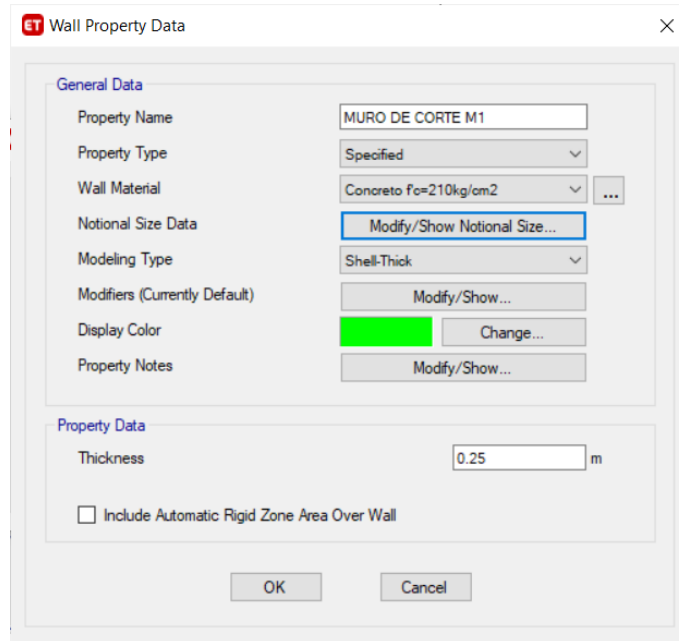 ET Wall Property Data
General Data
Property Name MURO DE CORTE M1
Property Type Specified
Wall Material Concreto f'c=210kg/cm2 ...
Notional Size Data Modify/Show Notional Size...
Modeling Type Shell-Thick
Modifiers (Currently Default) Modify/Show...
Display Color Change...
Property Notes Modify/Show...
Property Data
Thickness 0.25 m
Include Automatic Rigid Zone Area Over Wall
OK Cancel